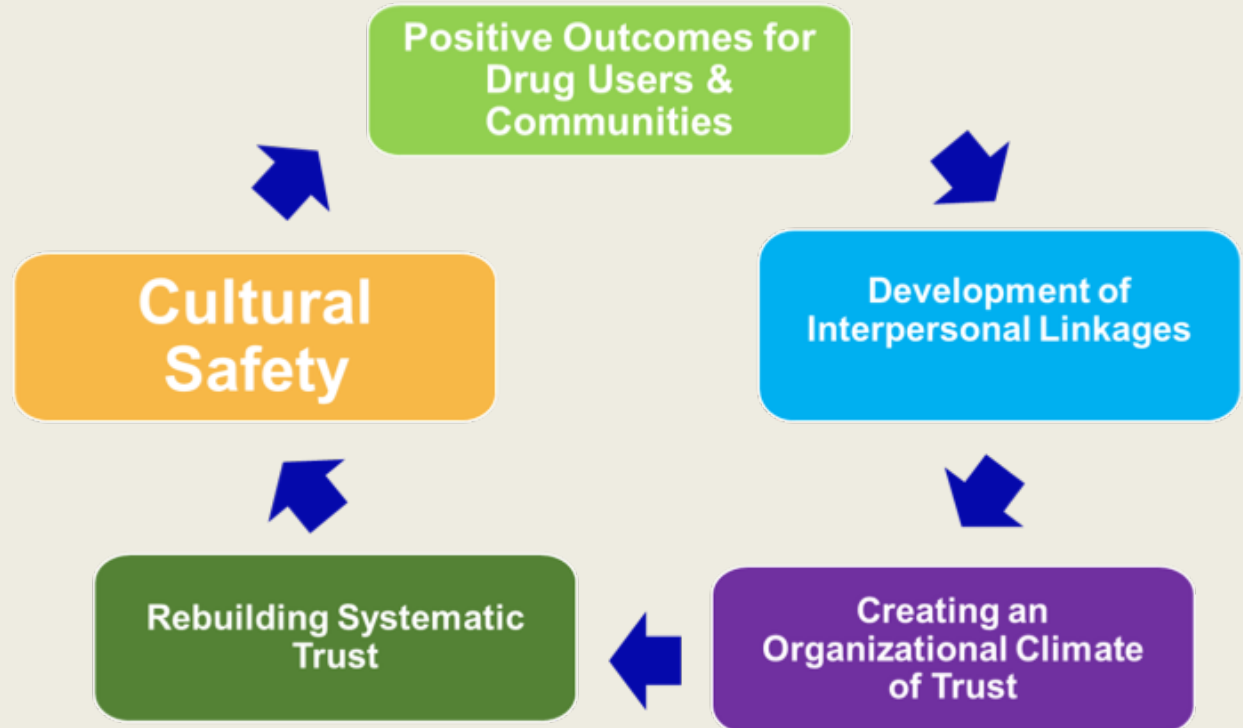 Positive Outcomes for
Drug Users &
Communities
Development of
Interpersonal Linkages
Creating an
Organizational Climate
of Trust
Rebuilding Systematic
Trust
Cultural
Safety